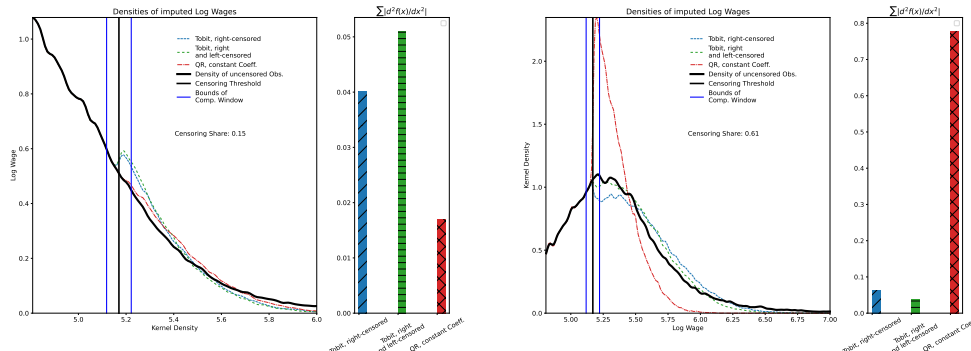 Densities of imputed Log Wages
1.0
0.8
0.6
0.4
0.2
0.0
Log Wage
5.0
5.2
5.4
5.6
5.8
6.0
Kernel Density
Tobit, right-censored
Tobit, right
and left-censored
QR, constant Coeff.
Density of uncensored Obs.
Censoring Threshold
Bounds of
Comp. Window
Censoring Share: 0.15
∑|d²f(x)/dx²|
0.05
0.04
0.03
0.02
0.01
0.00
Tobit, right-censored
Tobit, right
and left-censored
QR, constant Coeff.
Densities of imputed Log Wages
2.0
1.5
1.0
0.5
0.0
Kernel Density
5.00
5.25
5.50
5.75
6.00
6.25
6.50
6.75
7.00
Log Wage
Tobit, right-censored
Tobit, right
and left-censored
QR, constant Coeff.
Density of uncensored Obs.
Censoring Threshold
Bounds of
Comp. Window
Censoring Share: 0.61
∑|d²f(x)/dx²|
0.8
0.7
0.6
0.5
0.4
0.3
0.2
0.1
0.0
Tobit, right-censored
Tobit, right
left-censored
QR, constant